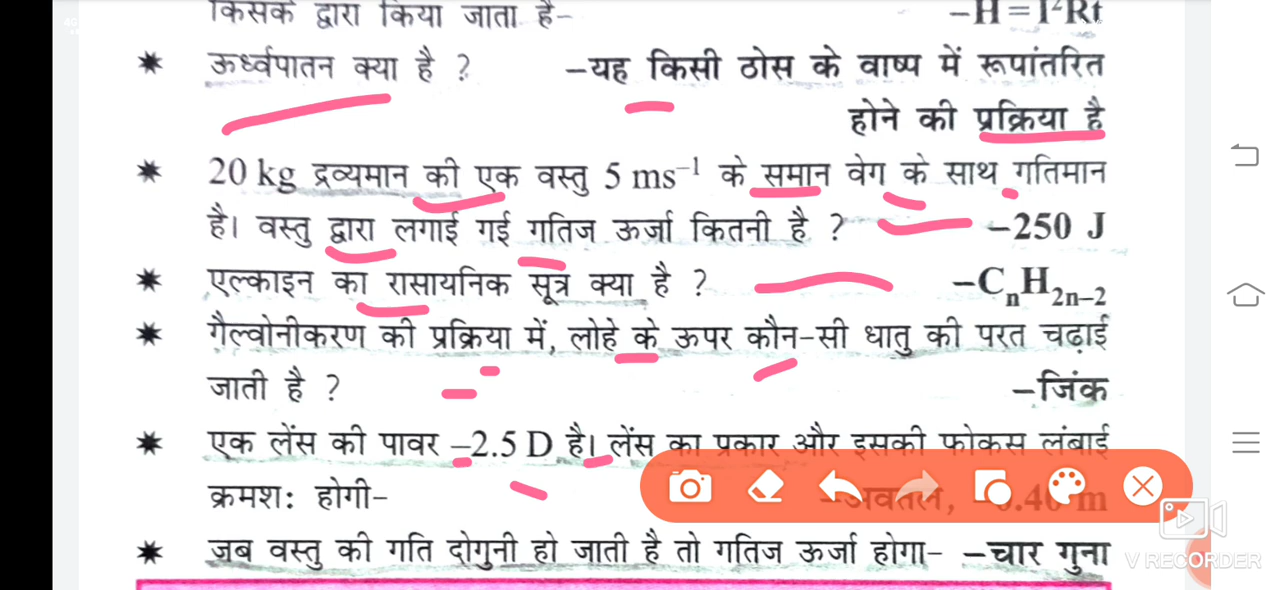 किसके द्वारा किया जाता है– –H = I²Rt
* ऊर्ध्वपातन क्या है ? –यह किसी ठोस के वाष्प में रूपांतरित
होने की प्रक्रिया है
* 20 kg द्रव्यमान की एक वस्तु 5 ms⁻¹ के समान वेग के साथ गतिमान
है। वस्तु द्वारा लगाई गई गतिज ऊर्जा कितनी है ? –250 J
* एल्काइन का रासायनिक सूत्र क्या है ? –CₙH₂ₙ₋₂
* गैल्वोनीकरण की प्रक्रिया में, लोहे के ऊपर कौन-सी धातु की परत चढ़ाई
जाती है ? –जिंक
* एक लेंस की पावर –2.5 D है। लेंस का प्रकार और इसकी फोकस लंबाई
क्रमशः होगी– –अवतल, m
* जब वस्तु की गति दोगुनी हो जाती है तो गतिज ऊर्जा होगा– –चार गुना
V RECORDER